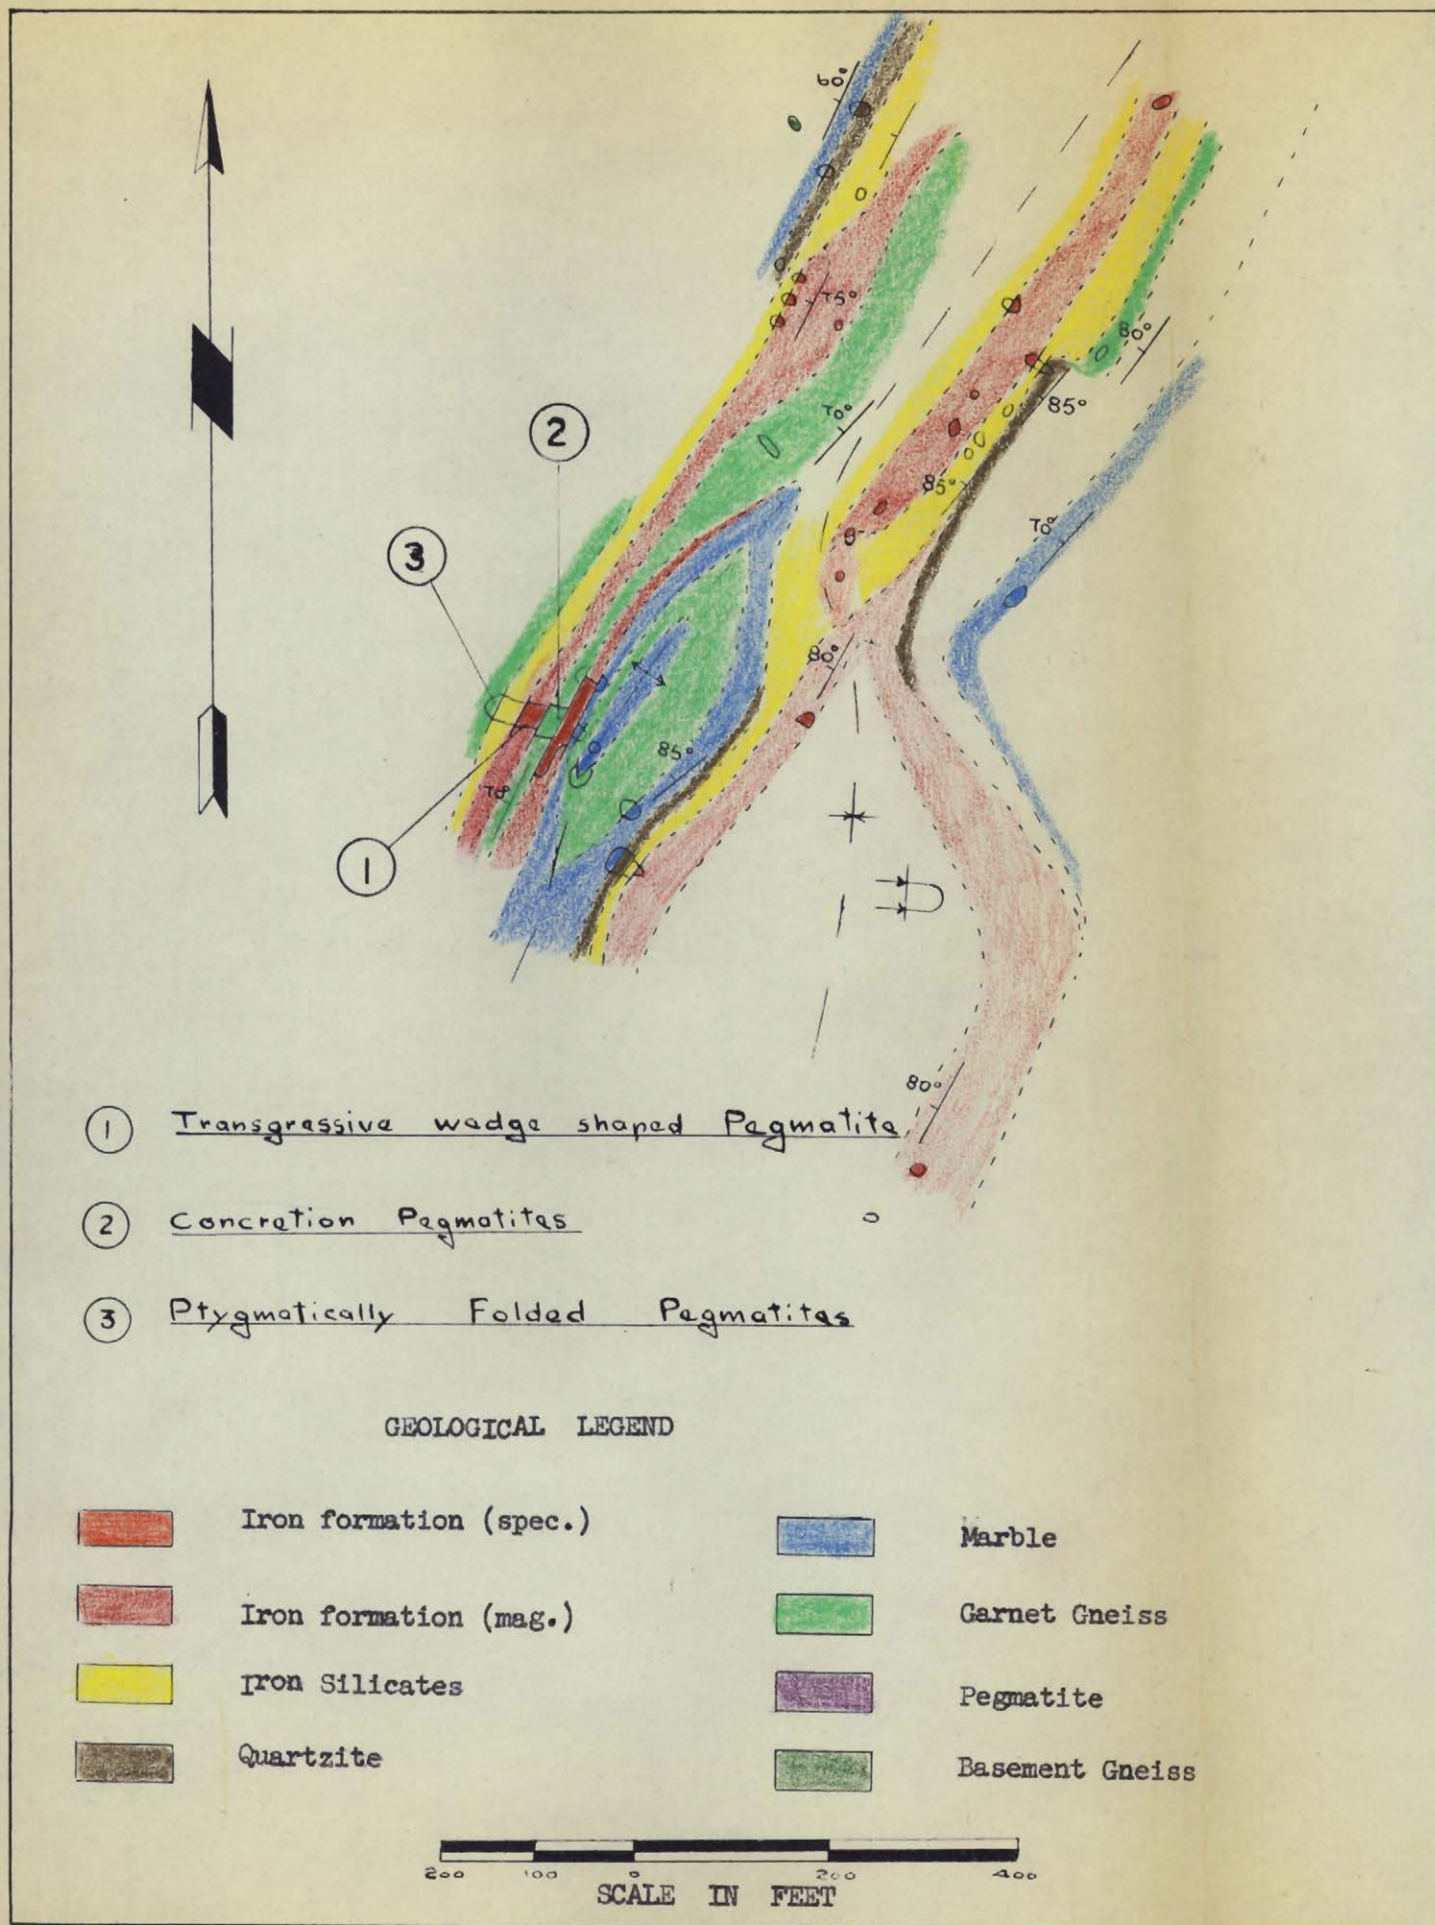 60°
75°
80°
70°
85°
2
85°
70°
3
80°
85°
70°
1
80°
1 Transgressive wedge shaped Pegmatite
2 Concretion Pegmatites
3 Ptygmatically Folded Pegmatites
GEOLOGICAL LEGEND
Iron formation (spec.)
Marble
Iron formation (mag.)
Garnet Gneiss
Iron Silicates
Pegmatite
Quartzite
Basement Gneiss
200 100 0 200 400
SCALE IN FEET